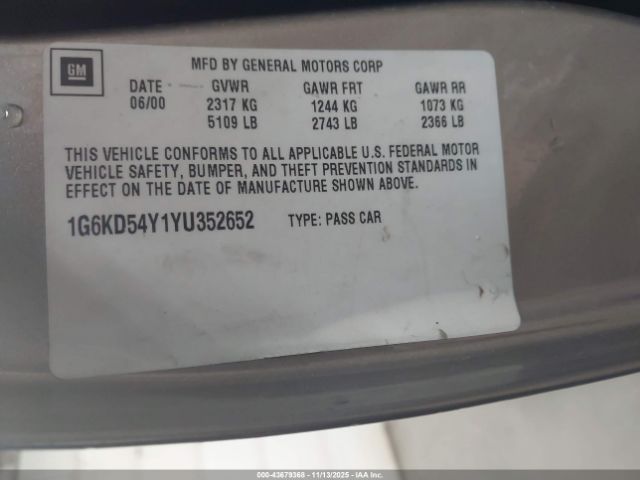 GM
MFD BY GENERAL MOTORS CORP
DATE GVWR GAWR FRT GAWR RR
06/00 2317 KG 1244 KG 1073 KG
5109 LB 2743 LB 2366 LB
THIS VEHICLE CONFORMS TO ALL APPLICABLE U.S. FEDERAL MOTOR
VEHICLE SAFETY, BUMPER, AND THEFT PREVENTION STANDARDS IN
EFFECT ON THE DATE OF MANUFACTURE SHOWN ABOVE.
1G6KD54Y1YU352652 TYPE: PASS CAR
000-43679368 - 11/13/2025 - IAA Inc.